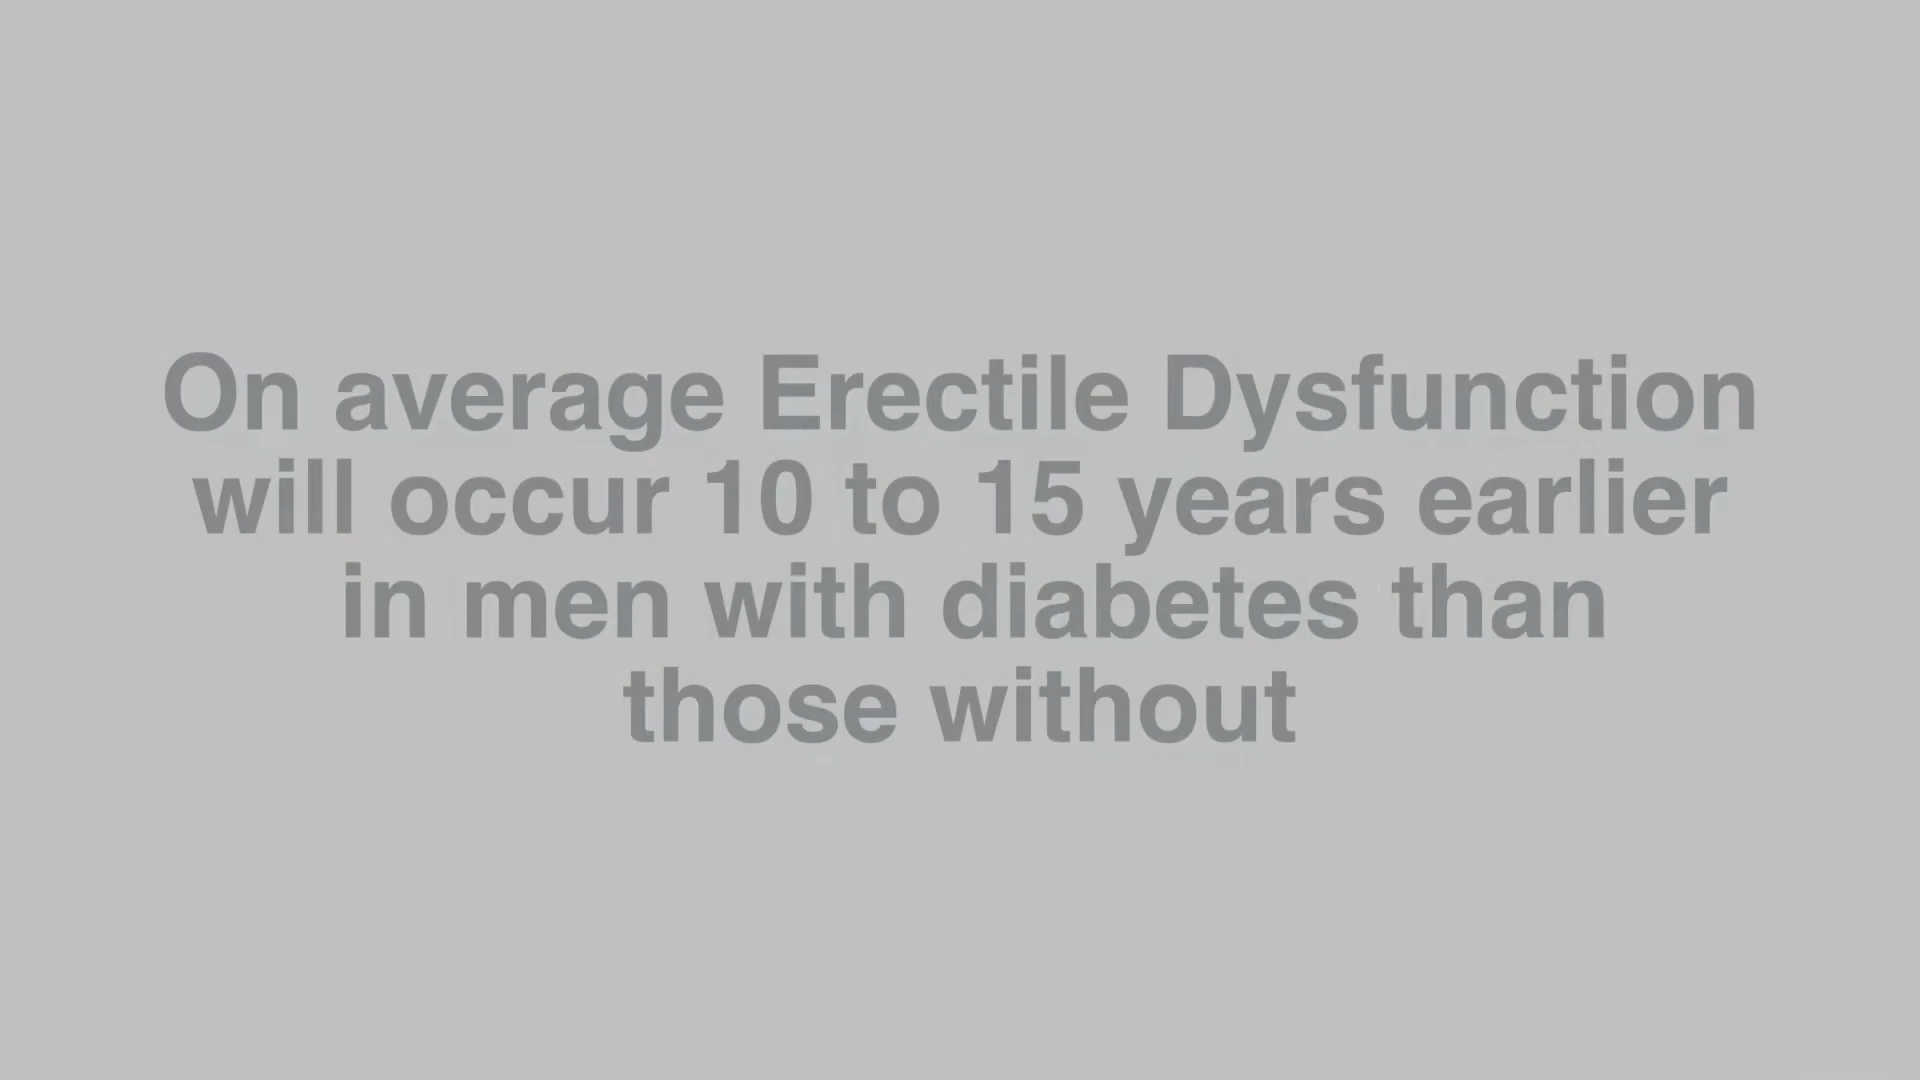 On average Erectile Dysfunction
will occur 10 to 15 years earlier
in men with diabetes than
those without